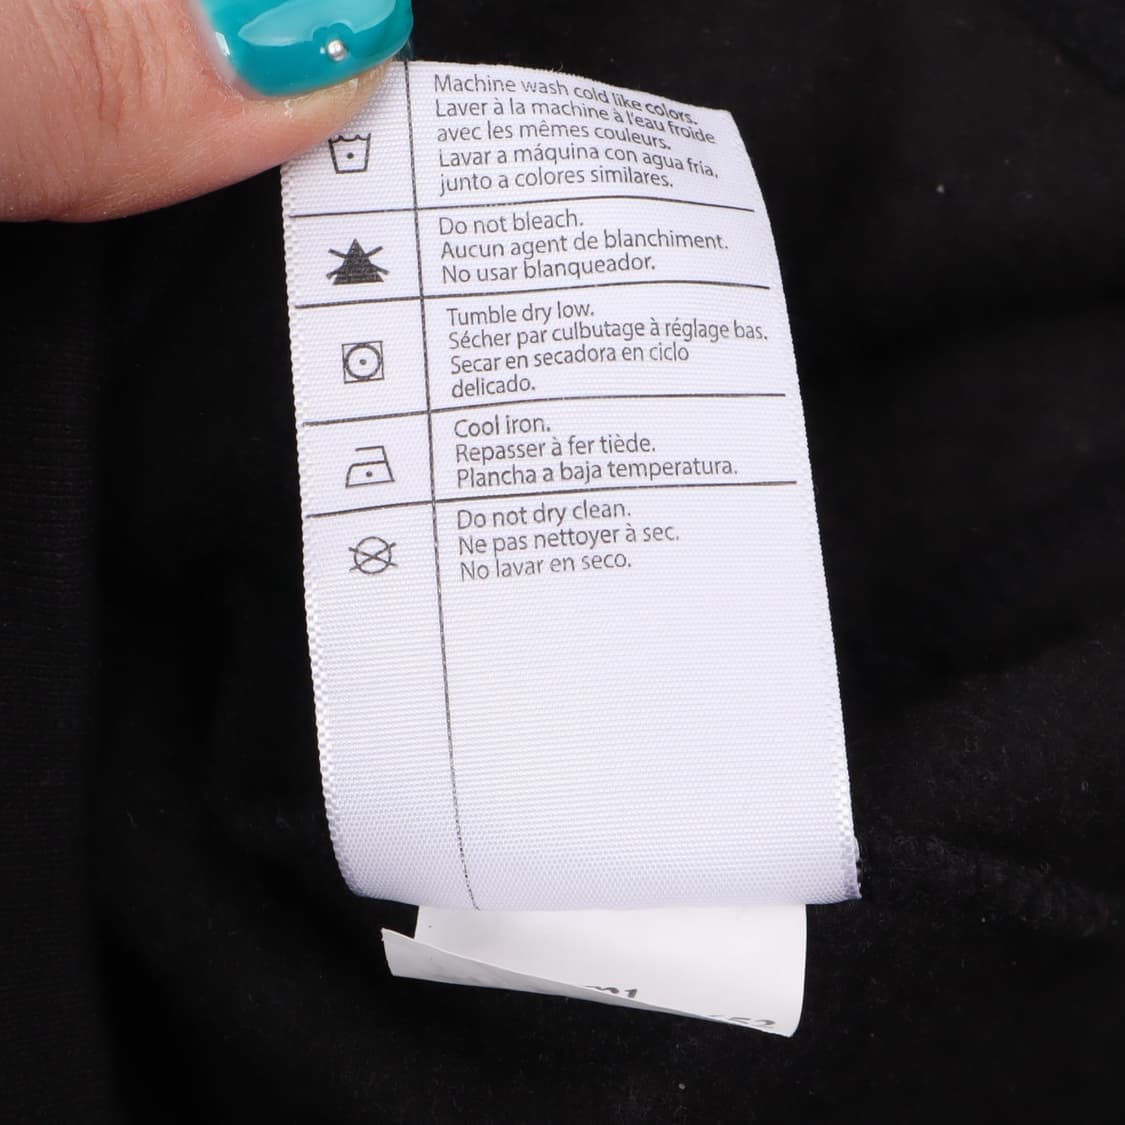 Machine wash cold like colors.
Laver à la machine à l'eau froide
avec les mêmes couleurs.
Lavar a máquina con agua fría,
junto a colores similares.
Do not bleach.
Aucun agent de blanchiment.
No usar blanqueador.
Tumble dry low.
Sécher par culbutage à réglage bas.
Secar en secadora en ciclo
delicado.
Cool iron.
Repasser à fer tiède.
Plancha a baja temperatura.
Do not dry clean.
Ne pas nettoyer à sec.
No lavar en seco.